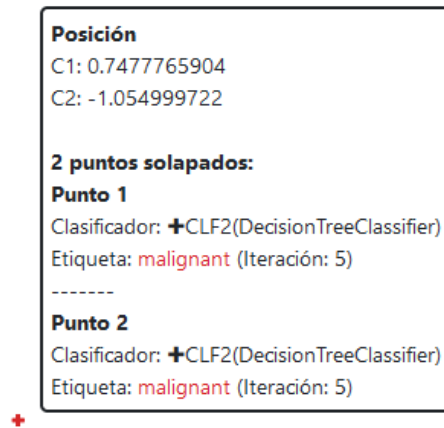 Posición
C1: 0.7477765904
C2: -1.054999722
2 puntos solapados:
Punto 1
Clasificador: ✚CLF2(DecisionTreeClassifier)
Etiqueta: malignant (Iteración: 5)
-------
Punto 2
Clasificador: ✚CLF2(DecisionTreeClassifier)
Etiqueta: malignant (Iteración: 5)